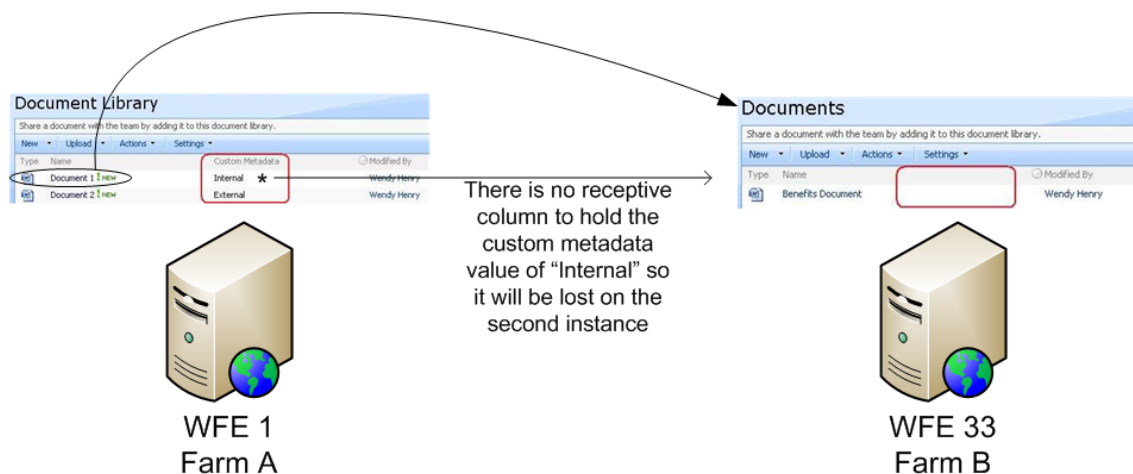 Document Library
Share a document with the team by adding it to this document library.
New Upload Actions Settings
Type Name Custom Metadata Modified By
Document 1 ! NEW Internal * Wendy Henry
Document 2 ! NEW External Wendy Henry
There is no receptive
column to hold the
custom metadata
value of “Internal” so
it will be lost on the
second instance
Documents
Share a document with the team by adding it to this document library.
New Upload Actions Settings
Type Name Modified By
Benefits Document Wendy Henry
WFE 1
Farm A
WFE 33
Farm B